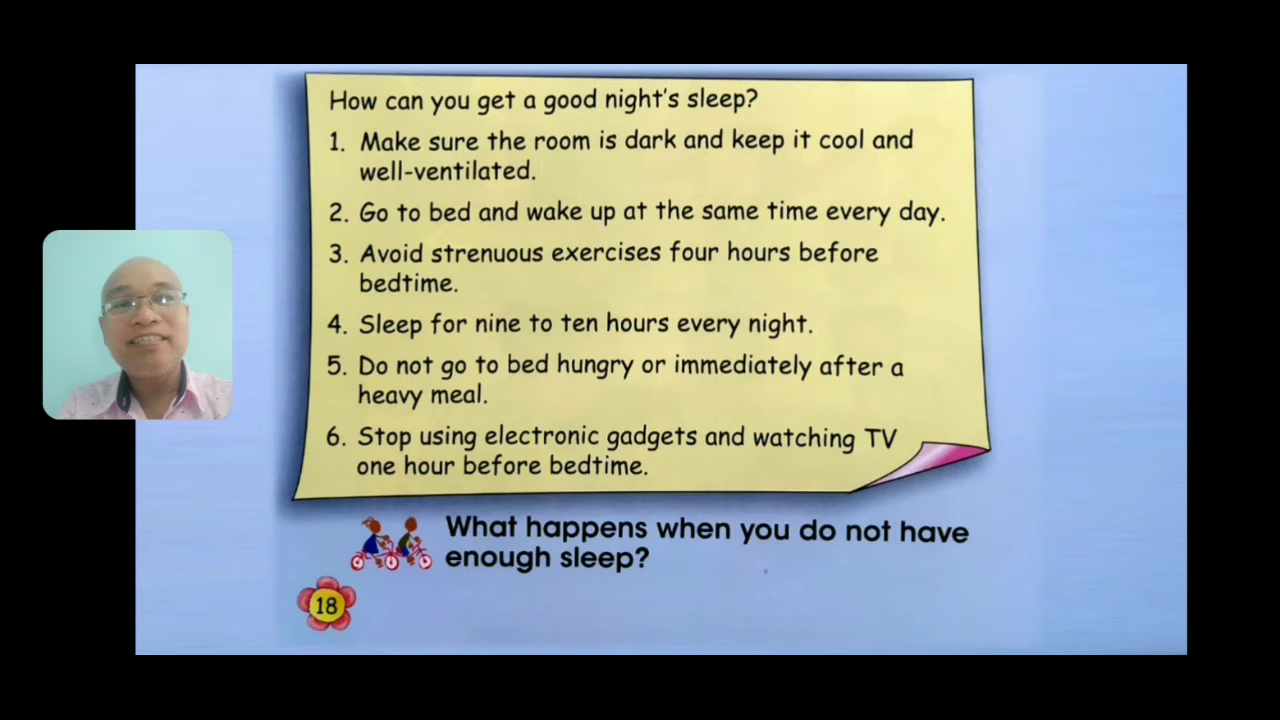 How can you get a good night's sleep?
1. Make sure the room is dark and keep it cool and
well-ventilated.
2. Go to bed and wake up at the same time every day.
3. Avoid strenuous exercises four hours before
bedtime.
4. Sleep for nine to ten hours every night.
5. Do not go to bed hungry or immediately after a
heavy meal.
6. Stop using electronic gadgets and watching TV
one hour before bedtime.
What happens when you do not have
enough sleep?
18